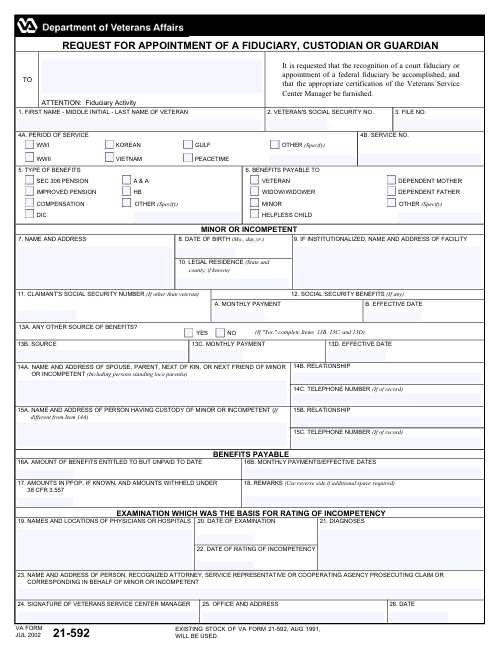 VA Department of Veterans Affairs
REQUEST FOR APPOINTMENT OF A FIDUCIARY, CUSTODIAN OR GUARDIAN
TO
ATTENTION: Fiduciary Activity
It is requested that the recognition of a court fiduciary or
appointment of a federal fiduciary be accomplished, and
that the appropriate certification of the Veterans Service
Center Manager be furnished.
1. FIRST NAME - MIDDLE INITIAL - LAST NAME OF VETERAN
2. VETERAN'S SOCIAL SECURITY NO.
3. FILE NO.
4A. PERIOD OF SERVICE
WWI
KOREAN
GULF
OTHER (Specify)
WWII
VIETNAM
PEACETIME
4B. SERVICE NO.
5. TYPE OF BENEFITS
SEC 306 PENSION
A & A
IMPROVED PENSION
HB
COMPENSATION
OTHER (Specify)
DIC
6. BENEFITS PAYABLE TO
VETERAN
DEPENDENT MOTHER
WIDOW/WIDOWER
DEPENDENT FATHER
MINOR
OTHER (Specify)
HELPLESS CHILD
MINOR OR INCOMPETENT
7. NAME AND ADDRESS
8. DATE OF BIRTH (Mo., day,yr.)
9. IF INSTITUTIONALIZED, NAME AND ADDRESS OF FACILITY
10. LEGAL RESIDENCE (State and
county, if known)
11. CLAIMANT'S SOCIAL SECURITY NUMBER (If other than veteran)
12. SOCIAL SECURITY BENEFITS (If any)
A. MONTHLY PAYMENT
B. EFFECTIVE DATE
13A. ANY OTHER SOURCE OF BENEFITS?
YES
NO
(If "Yes," complete Items 13B, 13C, and 13D)
13B. SOURCE
13C. MONTHLY PAYMENT
13D. EFFECTIVE DATE
14A. NAME AND ADDRESS OF SPOUSE, PARENT, NEXT OF KIN, OR NEXT FRIEND OF MINOR
OR INCOMPETENT (Including persons standing loco parentis)
14B. RELATIONSHIP
14C. TELEPHONE NUMBER (If of record)
15A. NAME AND ADDRESS OF PERSON HAVING CUSTODY OF MINOR OR INCOMPETENT (If
different from Item 14A)
15B. RELATIONSHIP
15C. TELEPHONE NUMBER (If of record)
BENEFITS PAYABLE
16A. AMOUNT OF BENEFITS ENTITLED TO BUT UNPAID TO DATE
16B. MONTHLY PAYMENTS/EFFECTIVE DATES
17. AMOUNTS IN PFOP, IF KNOWN, AND AMOUNTS WITHHELD UNDER
38 CFR 3.557
18. REMARKS (Use reverse side if additional space required)
EXAMINATION WHICH WAS THE BASIS FOR RATING OF INCOMPETENCY
19. NAMES AND LOCATIONS OF PHYSICIANS OR HOSPITALS
20. DATE OF EXAMINATION
21. DIAGNOSES
22. DATE OF RATING OF INCOMPETENCY
23. NAME AND ADDRESS OF PERSON, RECOGNIZED ATTORNEY, SERVICE REPRESENTATIVE OR COOPERATING AGENCY PROSECUTING CLAIM OR
CORRESPONDING IN BEHALF OF MINOR OR INCOMPETENT
24. SIGNATURE OF VETERANS SERVICE CENTER MANAGER
25. OFFICE AND ADDRESS
26. DATE
VA FORM
JUL 2002
21-592
EXISTING STOCK OF VA FORM 21-592, AUG 1991,
WILL BE USED.